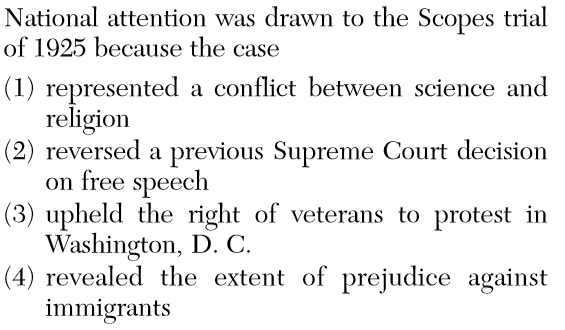 National attention was drawn to the Scopes trial
of 1925 because the case
(1) represented a conflict between science and
religion
(2) reversed a previous Supreme Court decision
on free speech
(3) upheld the right of veterans to protest in
Washington, D. C.
(4) revealed the extent of prejudice against
immigrants